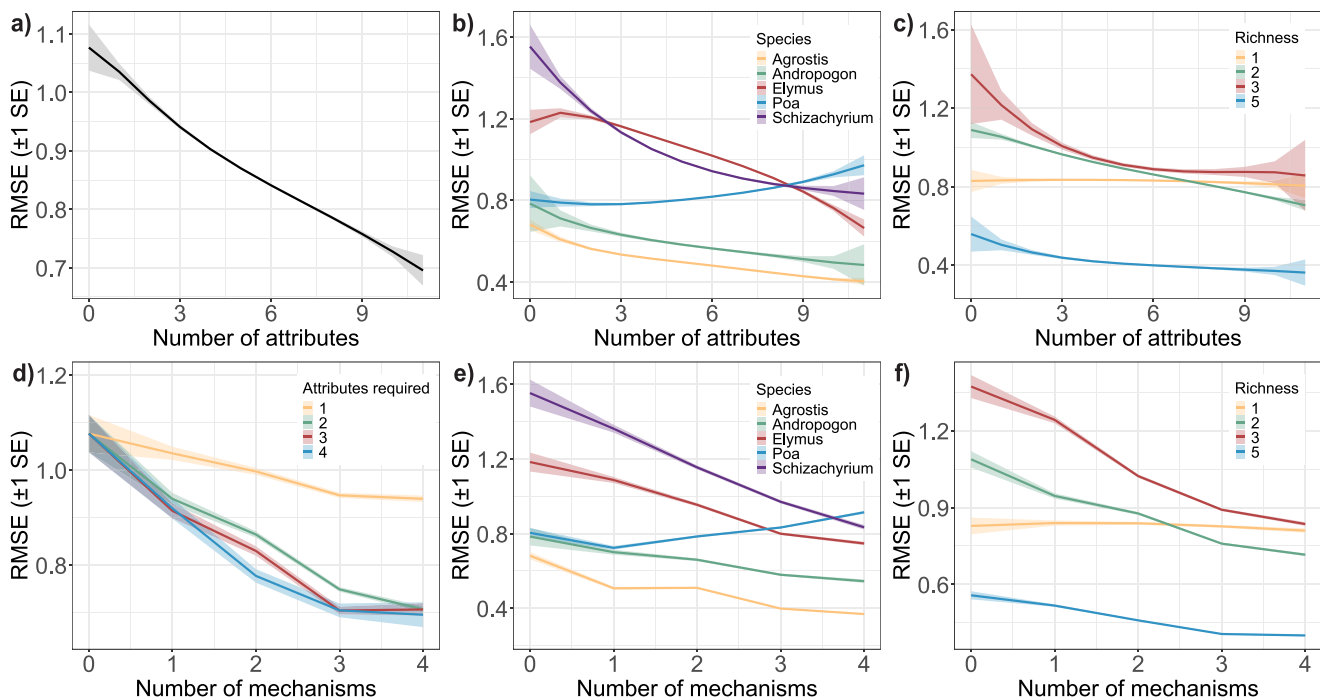 a)
RMSE (±1 SE)
1.1
1.0
0.9
0.8
0.7
0
3
6
9
Number of attributes
b)
RMSE (±1 SE)
1.6
1.2
0.8
0.4
Species
Agrostis
Andropogon
Elymus
Poa
Schizachyrium
0
3
6
9
Number of attributes
c)
RMSE (±1 SE)
1.6
1.2
0.8
0.4
Richness
1
2
3
5
0
3
6
9
Number of attributes
d)
RMSE (±1 SE)
1.2
1.0
0.8
Attributes required
1
2
3
4
0
1
2
3
4
Number of mechanisms
e)
RMSE (±1 SE)
1.6
1.2
0.8
0.4
Species
Agrostis
Andropogon
Elymus
Poa
Schizachyrium
0
1
2
3
4
Number of mechanisms
f)
RMSE (±1 SE)
1.2
0.9
0.6
Richness
1
2
3
5
0
1
2
3
4
Number of mechanisms